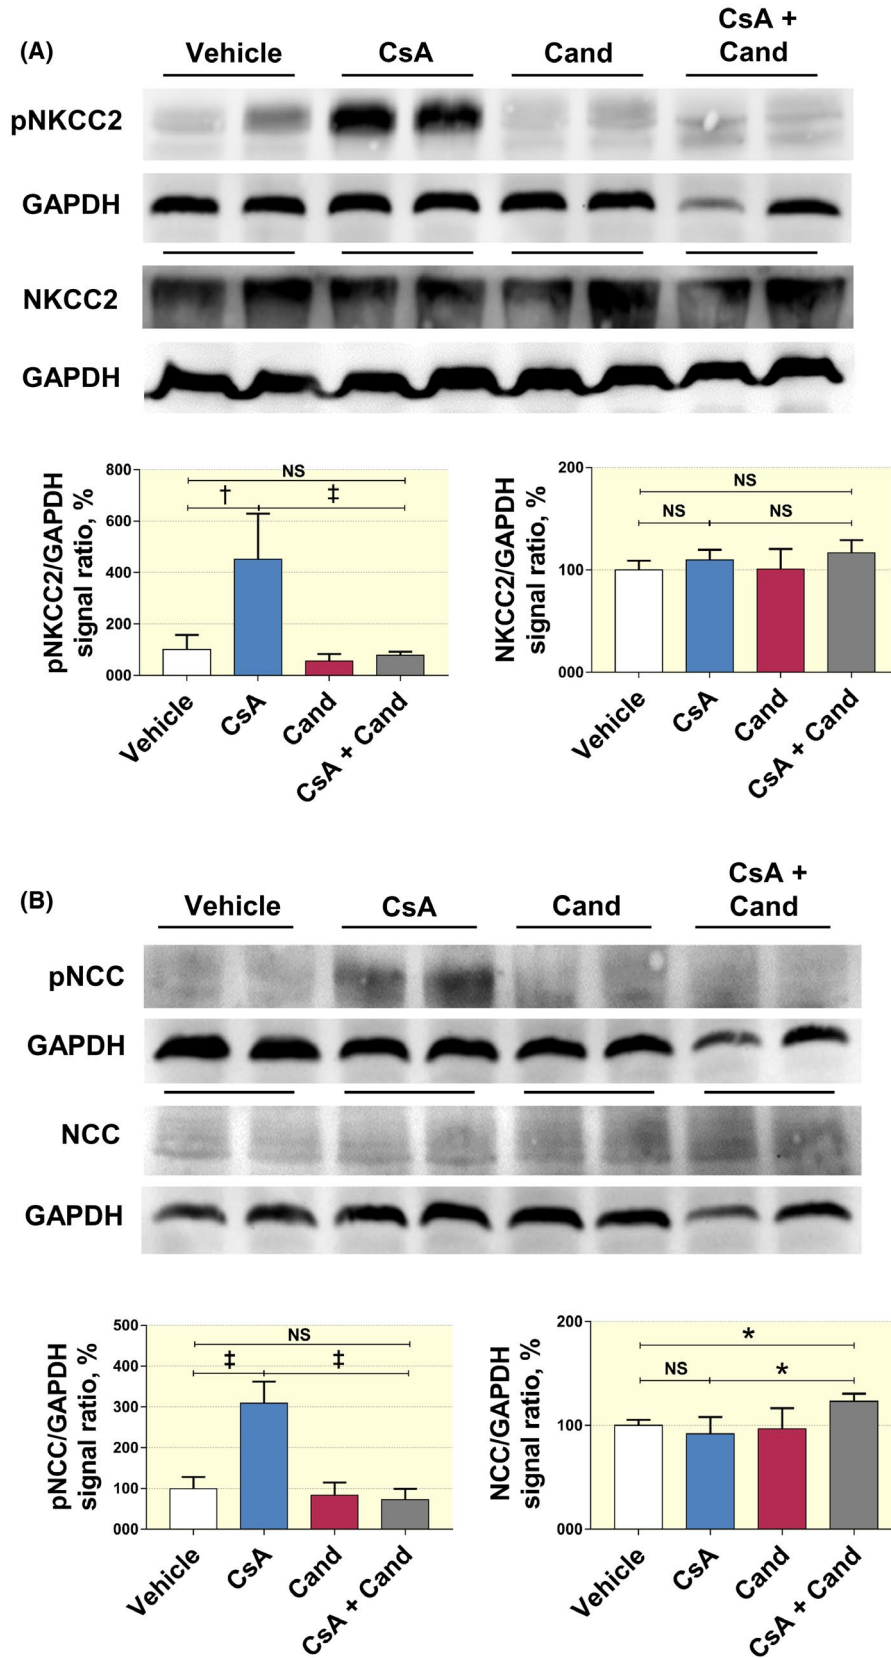 (A)
Vehicle
CsA
Cand
CsA +
Cand
pNKCC2
GAPDH
NKCC2
GAPDH
pNKCC2/GAPDH
signal ratio, %
800
600
400
200
000
NS
†
‡
Vehicle
CsA
Cand
CsA + Cand
NKCC2/GAPDH
signal ratio, %
200
100
000
NS
NS
NS
Vehicle
CsA
Cand
CsA + Cand
(B)
Vehicle
CsA
Cand
CsA +
Cand
pNCC
GAPDH
NCC
GAPDH
pNCC/GAPDH
signal ratio, %
500
400
300
200
100
000
NS
‡
‡
Vehicle
CsA
Cand
CsA + Cand
NCC/GAPDH
signal ratio, %
200
100
000
*
NS
*
Vehicle
CsA
Cand
CsA + Cand